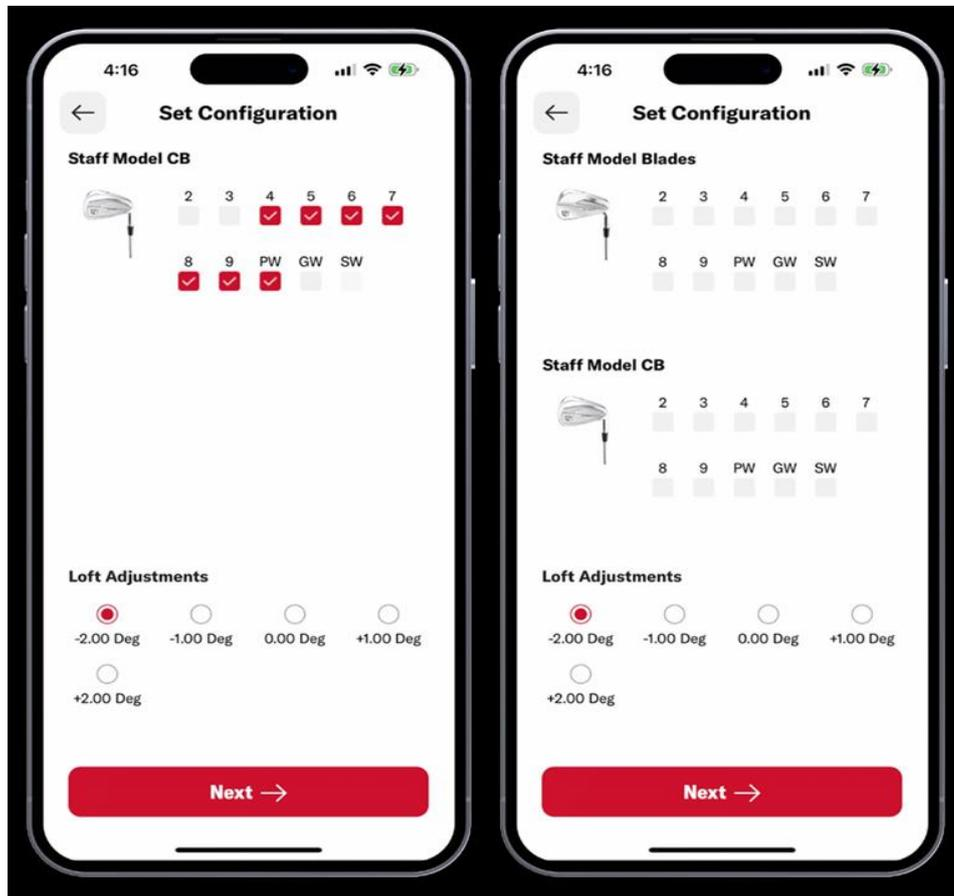 4:16
Set Configuration
Staff Model CB
2 3 4 5 6 7
8 9 PW GW SW
Loft Adjustments
-2.00 Deg -1.00 Deg 0.00 Deg +1.00 Deg
+2.00 Deg
Next →
4:16
Set Configuration
Staff Model Blades
2 3 4 5 6 7
8 9 PW GW SW
Staff Model CB
2 3 4 5 6 7
8 9 PW GW SW
Loft Adjustments
-2.00 Deg -1.00 Deg 0.00 Deg +1.00 Deg
+2.00 Deg
Next →